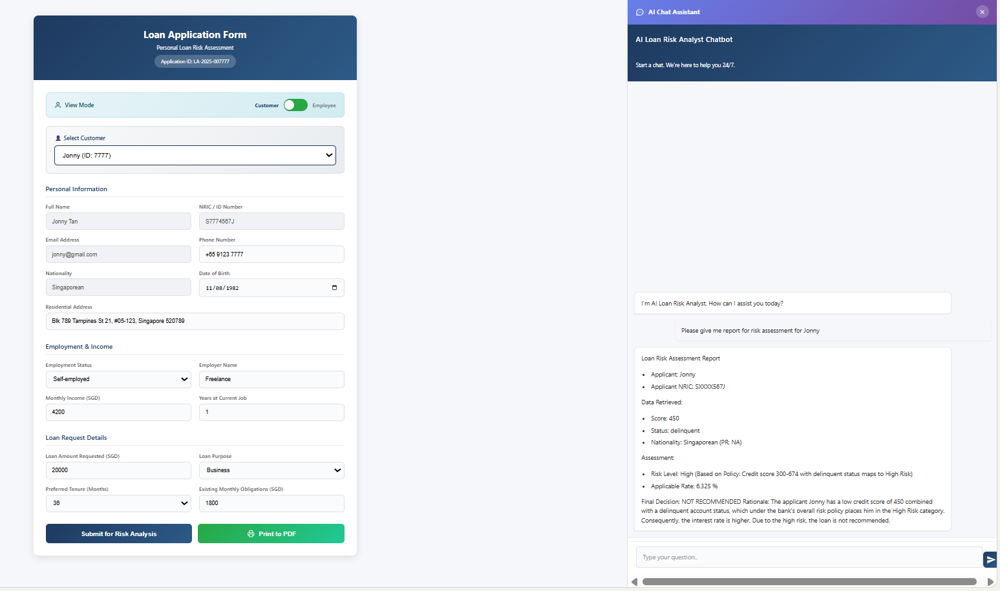 Loan Application Form
Personal Loan Risk Assessment
Application ID: LA-2025-007777
View Mode
Customer
Employee
Select Customer
Jonny (ID: 7777)
Personal Information
Full Name
NRIC / ID Number
Jonny Tan
S7774567J
Email Address
Phone Number
jonny@gmail.com
+65 9123 7777
Nationality
Date of Birth
Singaporean
11/08/1982
Residential Address
Blk 789 Tampines St 21, #05-123, Singapore 520789
Employment & Income
Employment Status
Employer Name
Self-employed
Freelance
Monthly Income (SGD)
Years at Current Job
4200
1
Loan Request Details
Loan Amount Requested (SGD)
Loan Purpose
20000
Business
Preferred Tenure (Months)
Existing Monthly Obligations (SGD)
36
1800
Submit for Risk Analysis
Print to PDF
AI Chat Assistant
AI Loan Risk Analyst Chatbot
Start a chat. We're here to help you 24/7.
I'm AI Loan Risk Analyst. How can I assist you today?
Please give me report for risk assessment for Jonny
Loan Risk Assessment Report
• Applicant: Jonny
• Applicant NRIC: SXXXX567J
Data Retrieved:
• Score: 450
• Status: delinquent
• Nationality: Singaporean (PR: NA)
Assessment:
• Risk Level: High (Based on Policy: Credit score 300-674 with delinquent status maps to High Risk)
• Applicable Rate: 6.325 %
Final Decision: NOT RECOMMENDED Rationale: The applicant Jonny has a low credit score of 450 combined
with a delinquent account status, which under the bank's overall risk policy places him in the High Risk category.
Consequently, the interest rate is higher. Due to the high risk, the loan is not recommended.
Type your question..